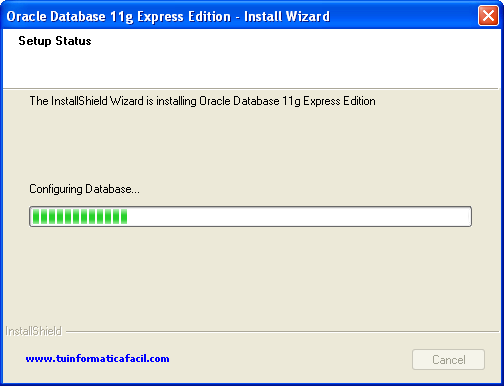 Oracle Database 11g Express Edition - Install Wizard
Setup Status
The InstallShield Wizard is installing Oracle Database 11g Express Edition
Configuring Database...
InstallShield
www.tuinformaticafacil.com
Cancel